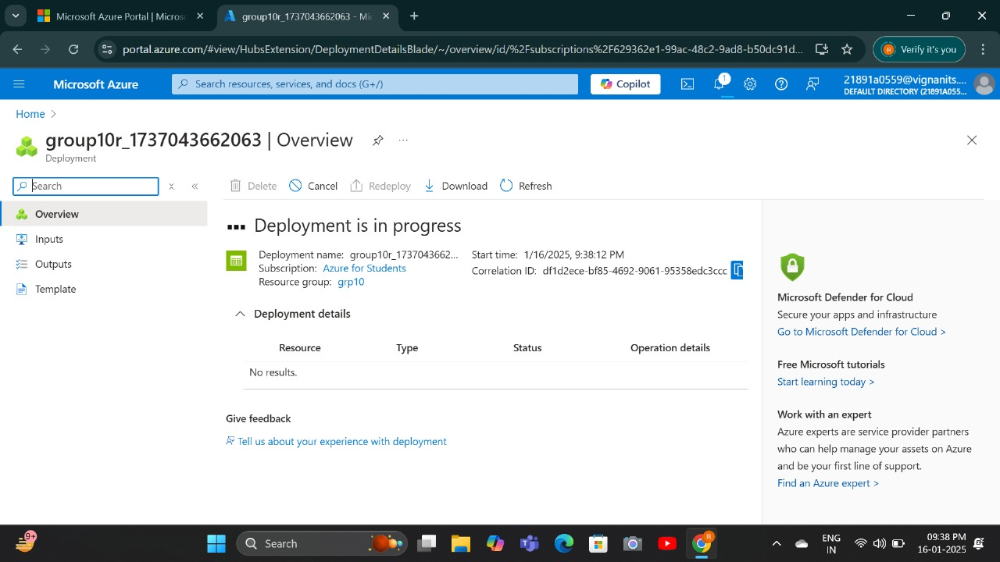 Microsoft Azure Portal | Micros
group10r_1737043662063 - Mi
portal.azure.com/#view/HubsExtension/DeploymentDetailsBlade/~/overview/id/%2Fsubscriptions%2F629362e1-99ac-48c2-9ad8-b50dc91d...
Verify it's you
R
Microsoft Azure
Search resources, services, and docs (G+/)
Copilot
1
21891a0559@vignanits....
DEFAULT DIRECTORY (21891A055...
Home
group10r_1737043662063 | Overview
...
Deployment
Search
Delete
Cancel
Redeploy
Download
Refresh
Overview
Inputs
Outputs
Template
Deployment is in progress
Deployment name: group10r_1737043662...
Start time: 1/16/2025, 9:38:12 PM
Subscription: Azure for Students
Correlation ID: df1d2ece-bf85-4692-9061-95358edc3ccc
Resource group: grp10
Deployment details
Resource Type Status Operation details
No results.
Give feedback
Tell us about your experience with deployment
Microsoft Defender for Cloud
Secure your apps and infrastructure
Go to Microsoft Defender for Cloud >
Free Microsoft tutorials
Start learning today >
Work with an expert
Azure experts are service provider partners
who can help manage your assets on Azure
and be your first line of support.
Find an Azure expert >
9+
Search
R
ENG
IN
09:38 PM
16-01-2025